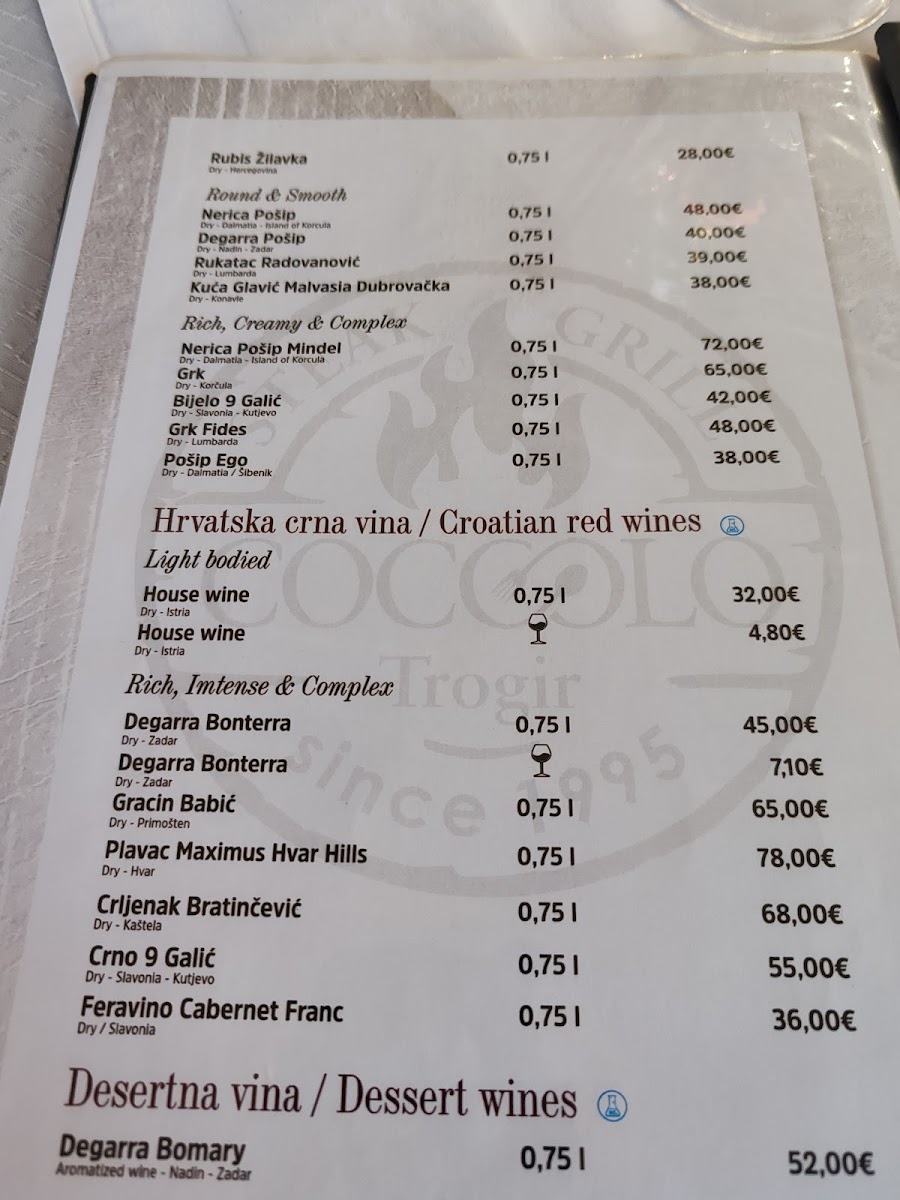 Rubis Žilavka 0,75 l 28,00€
Dry - Hercegovina
Round & Smooth
Nerica Pošip 0,75 l 48,00€
Dry - Dalmatia - Island of Korcula
Degarra Pošip 0,75 l 40,00€
Dry - Nadin - Zadar
Rukatac Radovanović 0,75 l 39,00€
Dry - Lumbarda
Kuća Glavić Malvasia Dubrovačka 0,75 l 38,00€
Dry - Konavle
Rich, Creamy & Complex
Nerica Pošip Mindel 0,75 l 72,00€
Dry - Dalmatia - Island of Korcula
Grk 0,75 l 65,00€
Dry - Korčula
Bijelo 9 Galić 0,75 l 42,00€
Dry - Slavonia - Kutjevo
Grk Fides 0,75 l 48,00€
Dry - Lumbarda
Pošip Ego 0,75 l 38,00€
Dry - Dalmatia / Šibenik
Hrvatska crna vina / Croatian red wines
Light bodied
House wine 0,75 l 32,00€
Dry - Istria
House wine 4,80€
Dry - Istria
Rich, Imtense & Complex
Degarra Bonterra 0,75 l 45,00€
Dry - Zadar
Degarra Bonterra 7,10€
Dry - Zadar
Gracin Babić 0,75 l 65,00€
Dry - Primošten
Plavac Maximus Hvar Hills 0,75 l 78,00€
Dry - Hvar
Crljenak Bratinčević 0,75 l 68,00€
Dry - Kaštela
Crno 9 Galić 0,75 l 55,00€
Dry - Slavonia - Kutjevo
Feravino Cabernet Franc 0,75 l 36,00€
Dry / Slavonia
Desertna vina / Dessert wines
Degarra Bomary 0,75 l 52,00€
Aromatized wine - Nadin - Zadar
STEAK GRILL
COCCOLO
Trogir
since 1995